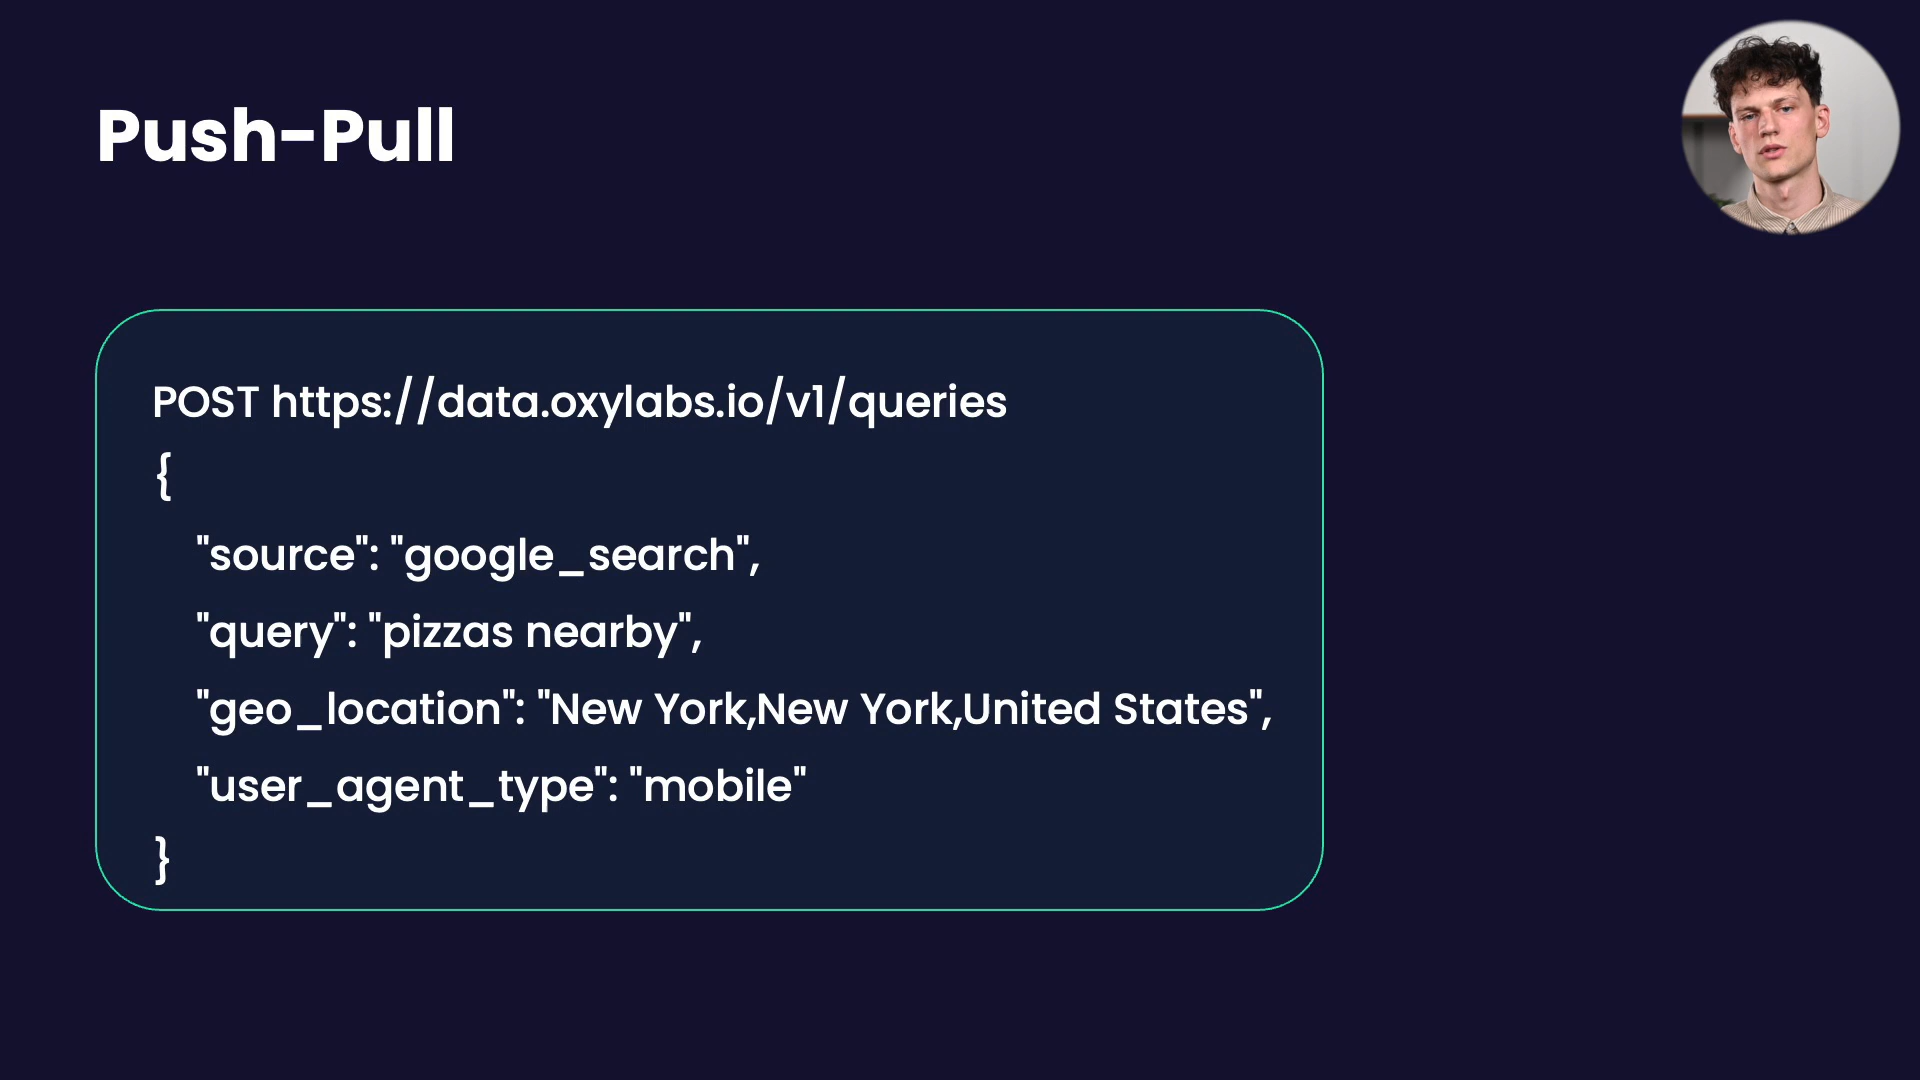 Push-Pull
POST https://data.oxylabs.io/v1/queries
{
"source": "google_search",
"query": "pizzas nearby",
"geo_location": "New York,New York,United States",
"user_agent_type": "mobile"
}